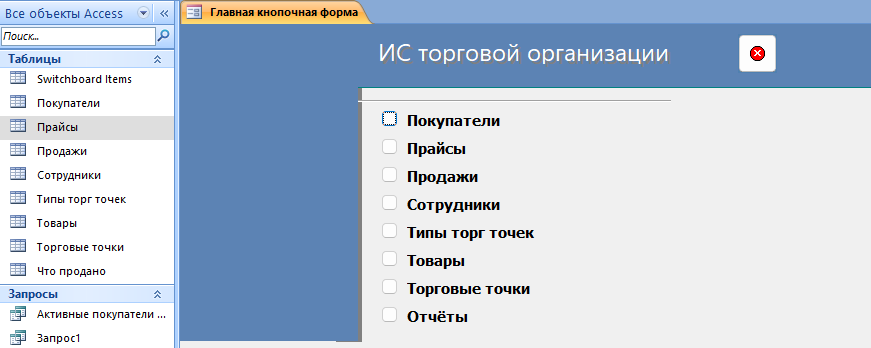 Все объекты Access
Поиск...
Таблицы
Switchboard Items
Покупатели
Прайсы
Продажи
Сотрудники
Типы торг точек
Товары
Торговые точки
Что продано
Запросы
Активные покупатели ...
Запрос1
Главная кнопочная форма
ИС торговой организации
Покупатели
Прайсы
Продажи
Сотрудники
Типы торг точек
Товары
Торговые точки
Отчёты